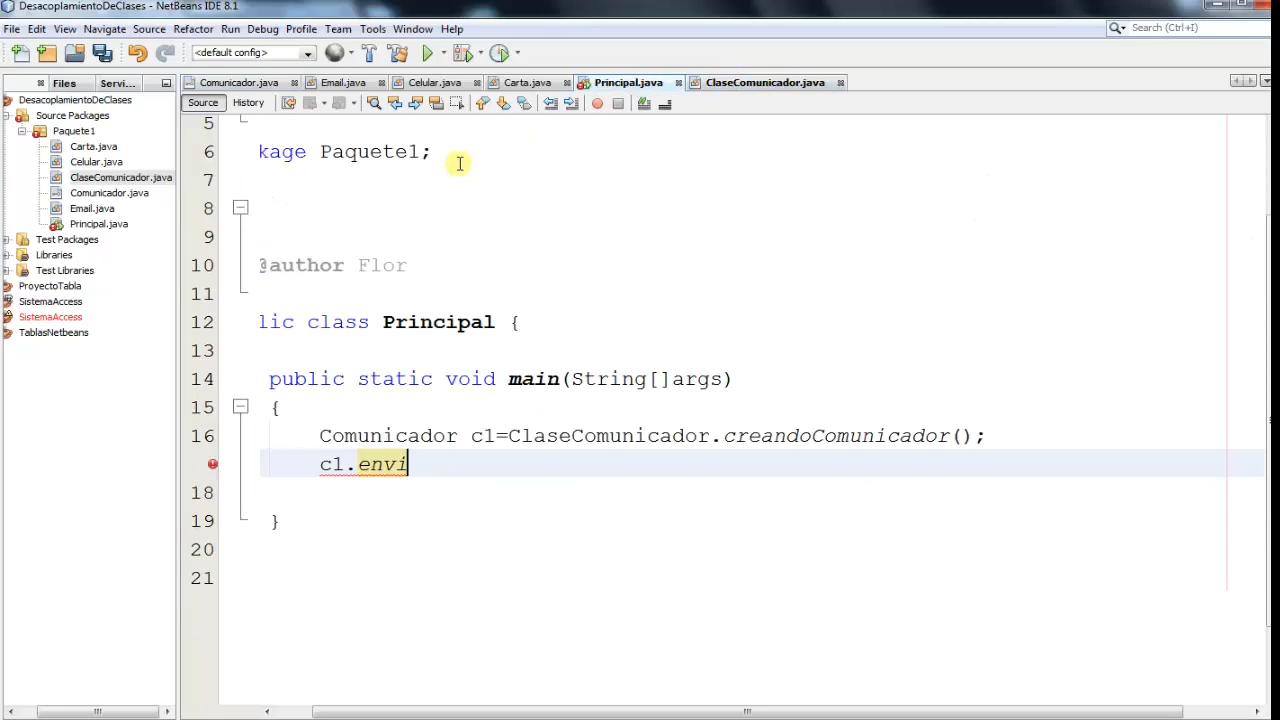 DesacoplamientoDeClases - NetBeans IDE 8.1
File Edit View Navigate Source Refactor Run Debug Profile Team Tools Window Help
Search (Ctrl+I)
<default config>
Files Servi...
Comunicador.java Email.java Celular.java Carta.java Principal.java ClaseComunicador.java
Source History
DesacoplamientoDeClases
Source Packages
Paquete1
Carta.java
Celular.java
ClaseComunicador.java
Comunicador.java
Email.java
Principal.java
Test Packages
Libraries
Test Libraries
ProyectoTabla
SistemaAccess
SistemaAccess
TablasNetbeans
5
6 kage Paquete1;
7
8
9
10 @author Flor
11
12 lic class Principal {
13
14 public static void main(String[]args)
15 {
16 Comunicador c1=ClaseComunicador.creandoComunicador();
c1.envi
18
19 }
20
21